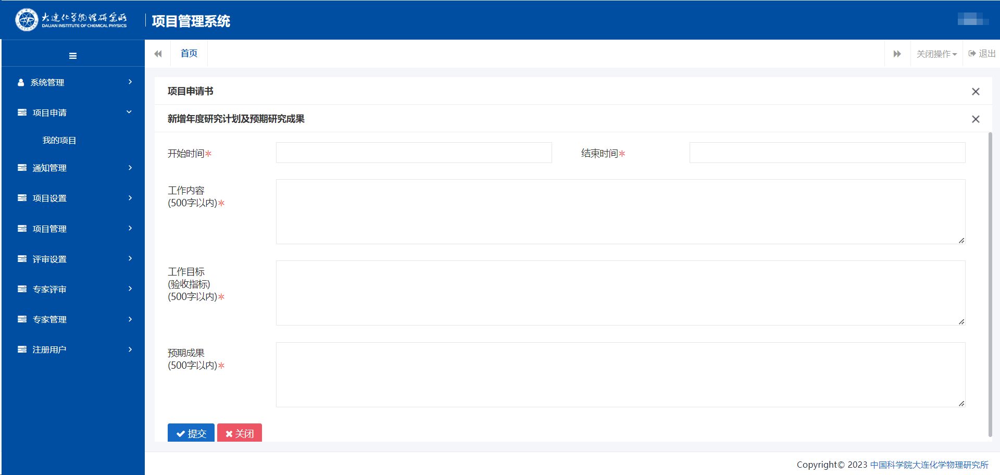 大连化学物理研究所
DALIAN INSTITUTE OF CHEMICAL PHYSICS
项目管理系统
首页
关闭操作
退出
系统管理
项目申请
我的项目
通知管理
项目设置
项目管理
评审设置
专家评审
专家管理
注册用户
项目申请书
新增年度研究计划及预期研究成果
开始时间*
结束时间*
工作内容
(500字以内)*
工作目标
(验收指标)
(500字以内)*
预期成果
(500字以内)*
提交
关闭
Copyright© 2023 中国科学院大连化学物理研究所